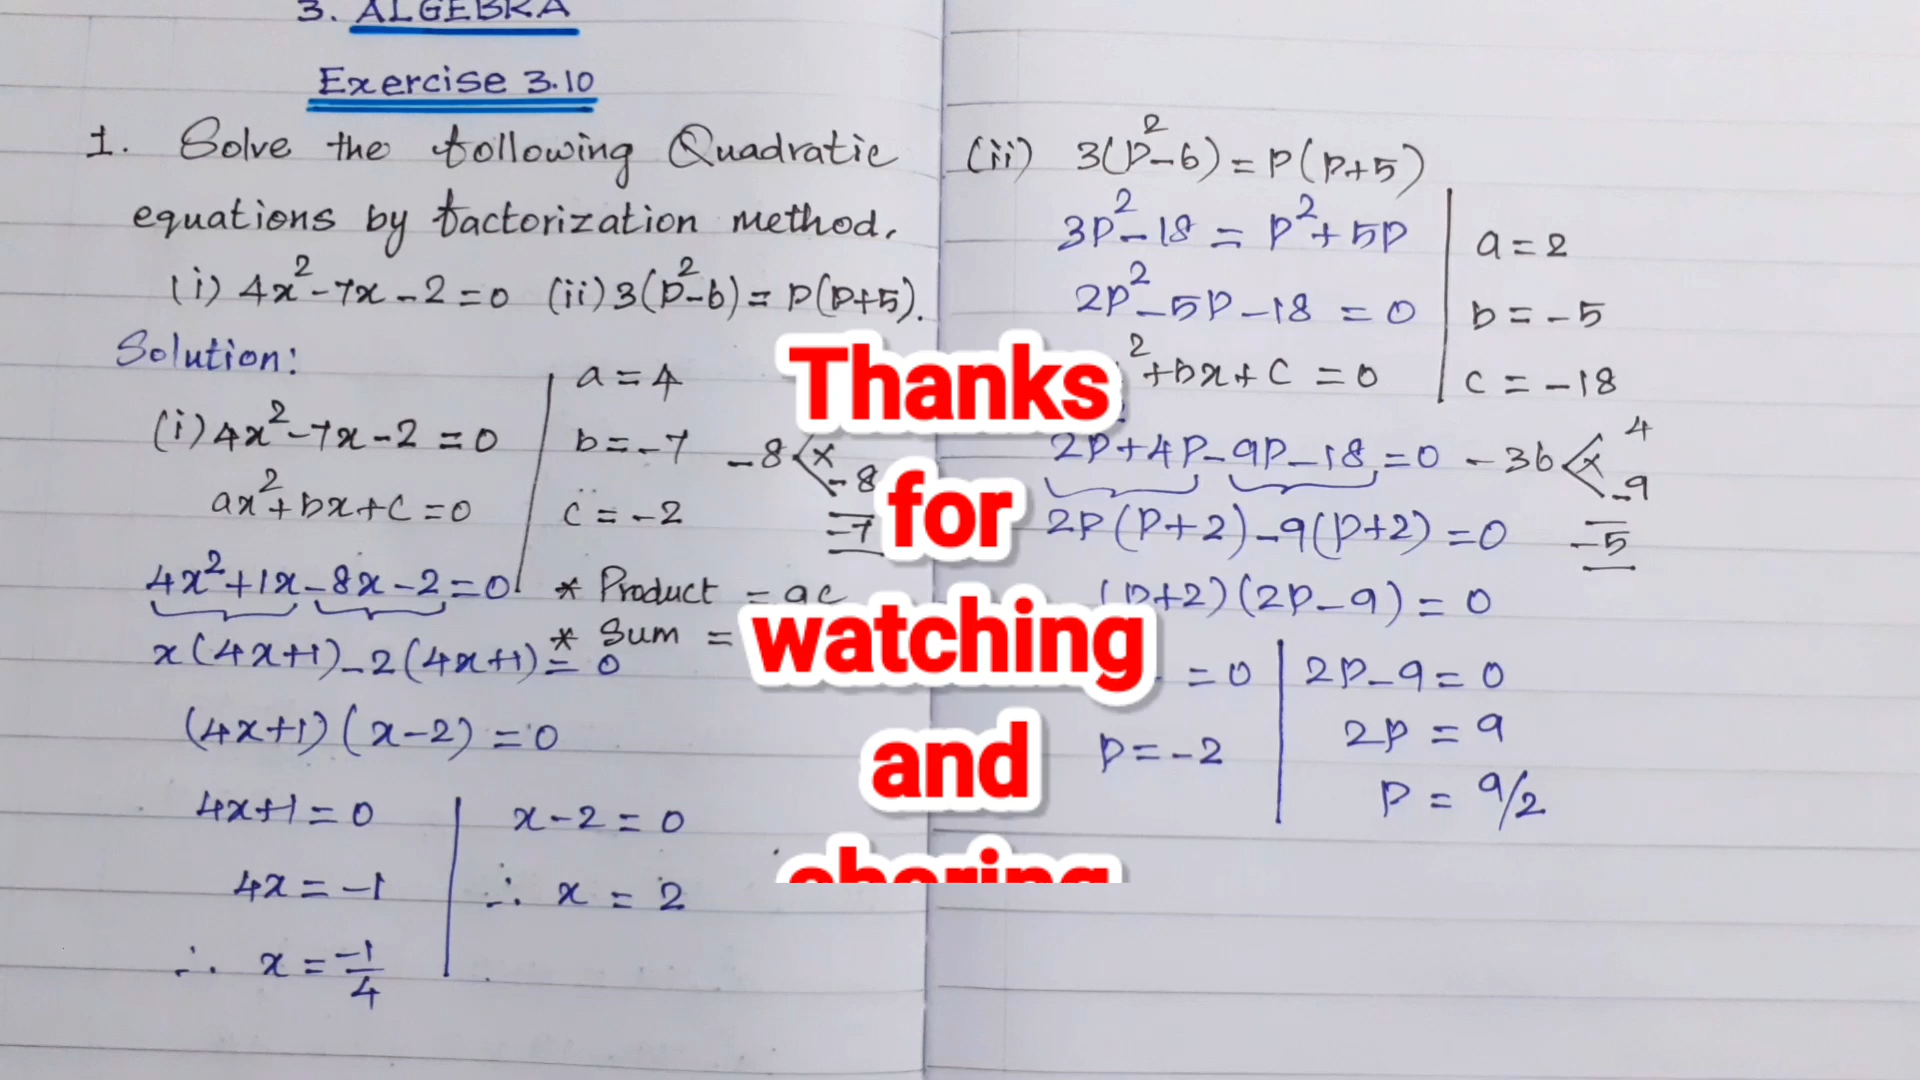 3. ALGEBRA
Exercise 3.10
1. Solve the following Quadratic
equations by factorization method.
(i) 4x²-7x-2=0 (ii) 3(p²-6)=p(p+5).
Solution:
(i) 4x²-7x-2=0
ax²+bx+c=0
4x²+1x-8x-2=0
x(4x+1)-2(4x+1)=0
(4x+1)(x-2)=0
4x+1=0
4x=-1
∴ x=-1/4
x-2=0
∴ x=2
a=4
b=-7
c=-2
-8
-8
-7
* Product = ac
* Sum =
(ii) 3(p²-6)=p(p+5)
3p²-18=p²+5p
2p²-5p-18=0
²+bx+c=0
a=2
b=-5
c=-18
2p²+4p-9p-18=0
-36
4
-9
-5
2p(p+2)-9(p+2)=0
(p+2)(2p-9)=0
=0
p=-2
2p-9=0
2p=9
p=9/2
Thanks
for
watching
and
sharing